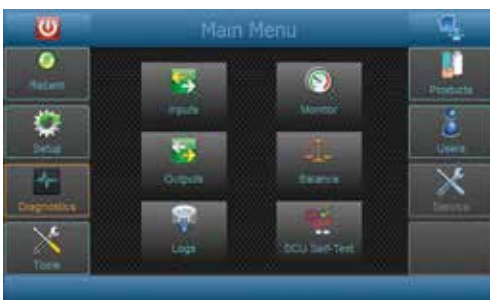 Main Menu
Recent
Inputs
Monitor
Products
Setup
Users
Outputs
Balance
Diagnostics
Service
Logs
DCU Self-Test
Tools